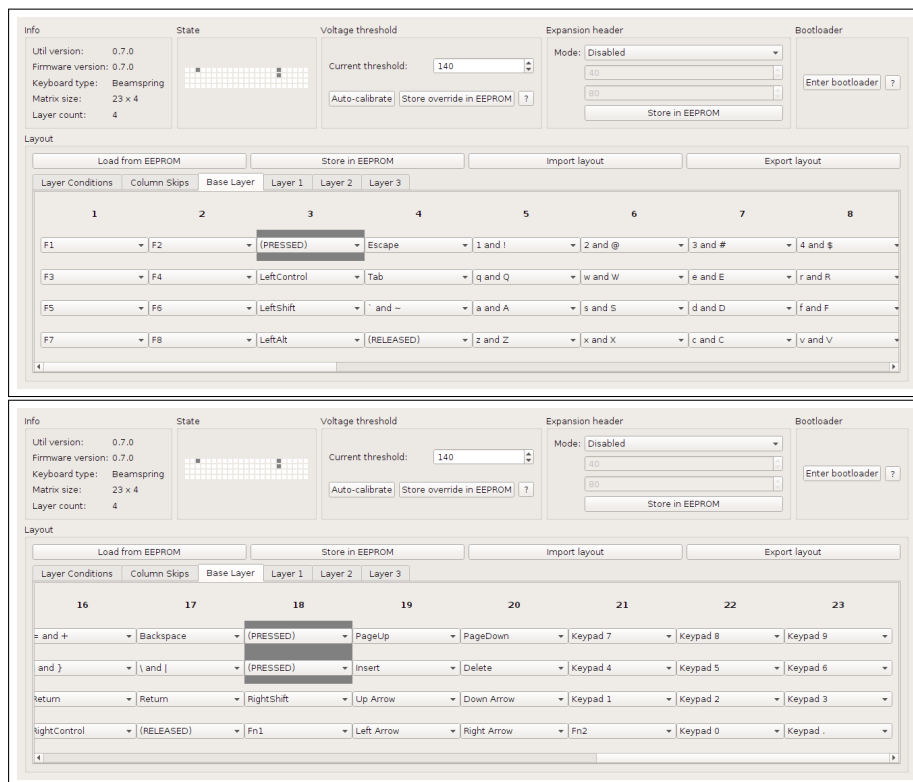 Info State Voltage threshold Expansion header Bootloader
Util version: 0.7.0
Firmware version: 0.7.0
Keyboard type: Beamspring
Matrix size: 23 x 4
Layer count: 4
Current threshold: 140
Auto-calibrate Store override in EEPROM ?
Mode: Disabled
40
80
Store in EEPROM
Enter bootloader ?
Layout
Load from EEPROM Store in EEPROM Import layout Export layout
Layer Conditions Column Skips Base Layer Layer 1 Layer 2 Layer 3
1 2 3 4 5 6 7 8
F1 F2 (PRESSED) Escape 1 and ! 2 and @ 3 and # 4 and $
F3 F4 LeftControl Tab q and Q w and W e and E r and R
F5 F6 LeftShift ` and ~ a and A s and S d and D f and F
F7 F8 LeftAlt (RELEASED) z and Z x and X c and C v and V
Info State Voltage threshold Expansion header Bootloader
Util version: 0.7.0
Firmware version: 0.7.0
Keyboard type: Beamspring
Matrix size: 23 x 4
Layer count: 4
Current threshold: 140
Auto-calibrate Store override in EEPROM ?
Mode: Disabled
40
80
Store in EEPROM
Enter bootloader ?
Layout
Load from EEPROM Store in EEPROM Import layout Export layout
Layer Conditions Column Skips Base Layer Layer 1 Layer 2 Layer 3
16 17 18 19 20 21 22 23
= and + Backspace (PRESSED) PageUp PageDown Keypad 7 Keypad 8 Keypad 9
and } \ and | (PRESSED) Insert Delete Keypad 4 Keypad 5 Keypad 6
Return Return RightShift Up Arrow Down Arrow Keypad 1 Keypad 2 Keypad 3
RightControl (RELEASED) Fn1 Left Arrow Right Arrow Fn2 Keypad 0 Keypad .